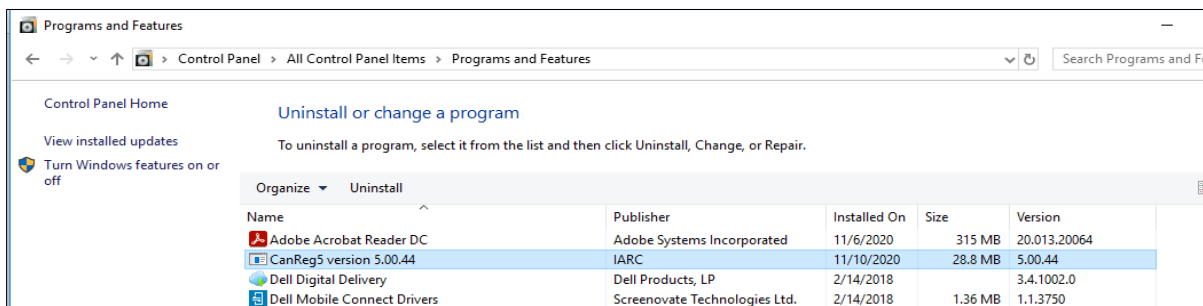 Programs and Features
Control Panel > All Control Panel Items > Programs and Features
Search Programs and F
Control Panel Home
View installed updates
Turn Windows features on or
off
Uninstall or change a program
To uninstall a program, select it from the list and then click Uninstall, Change, or Repair.
Organize Uninstall
Name Publisher Installed On Size Version
Adobe Acrobat Reader DC Adobe Systems Incorporated 11/6/2020 315 MB 20.013.20064
CanReg5 version 5.00.44 IARC 11/10/2020 28.8 MB 5.00.44
Dell Digital Delivery Dell Products, LP 2/14/2018 3.4.1002.0
Dell Mobile Connect Drivers Screenovate Technologies Ltd. 2/14/2018 1.36 MB 1.1.3750